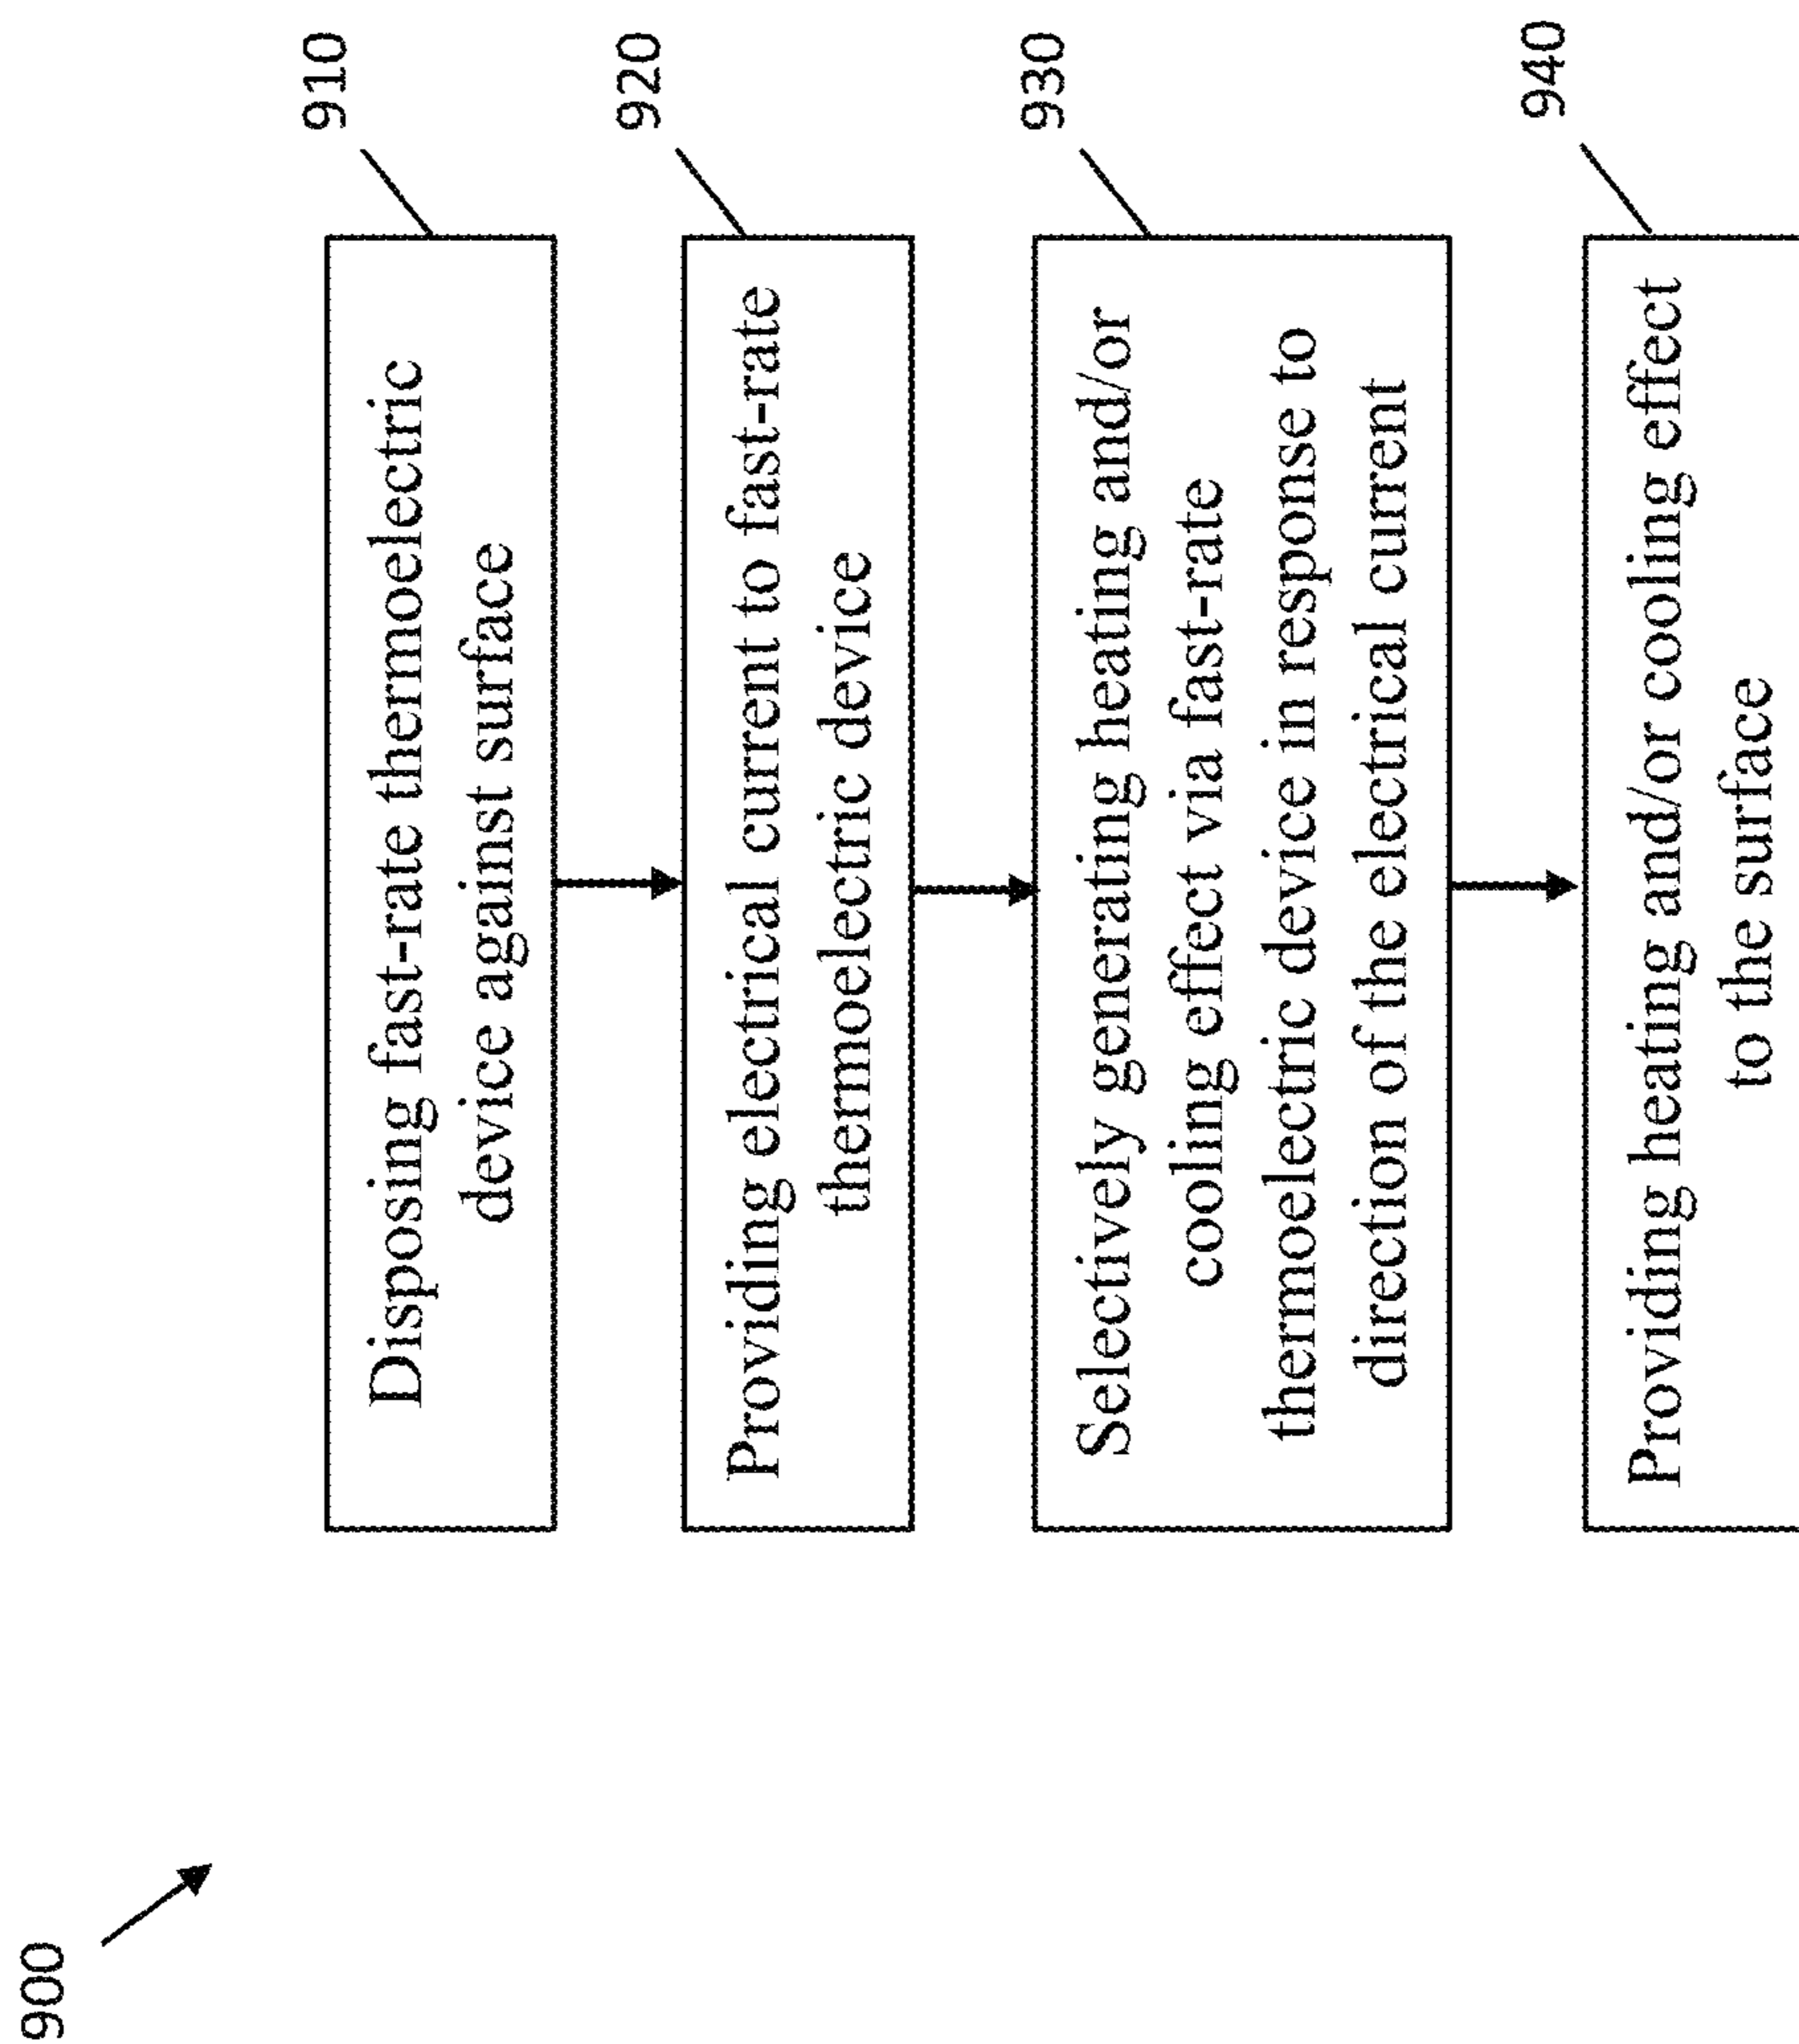 900
910
Disposing fast-rate thermoelectric
device against surface
920
Providing electrical current to fast-rate
thermoelectric device
930
Selectively generating heating and/or
cooling effect via fast-rate
thermoelectric device in response to
direction of the electrical current
940
Providing heating and/or cooling effect
to the surface